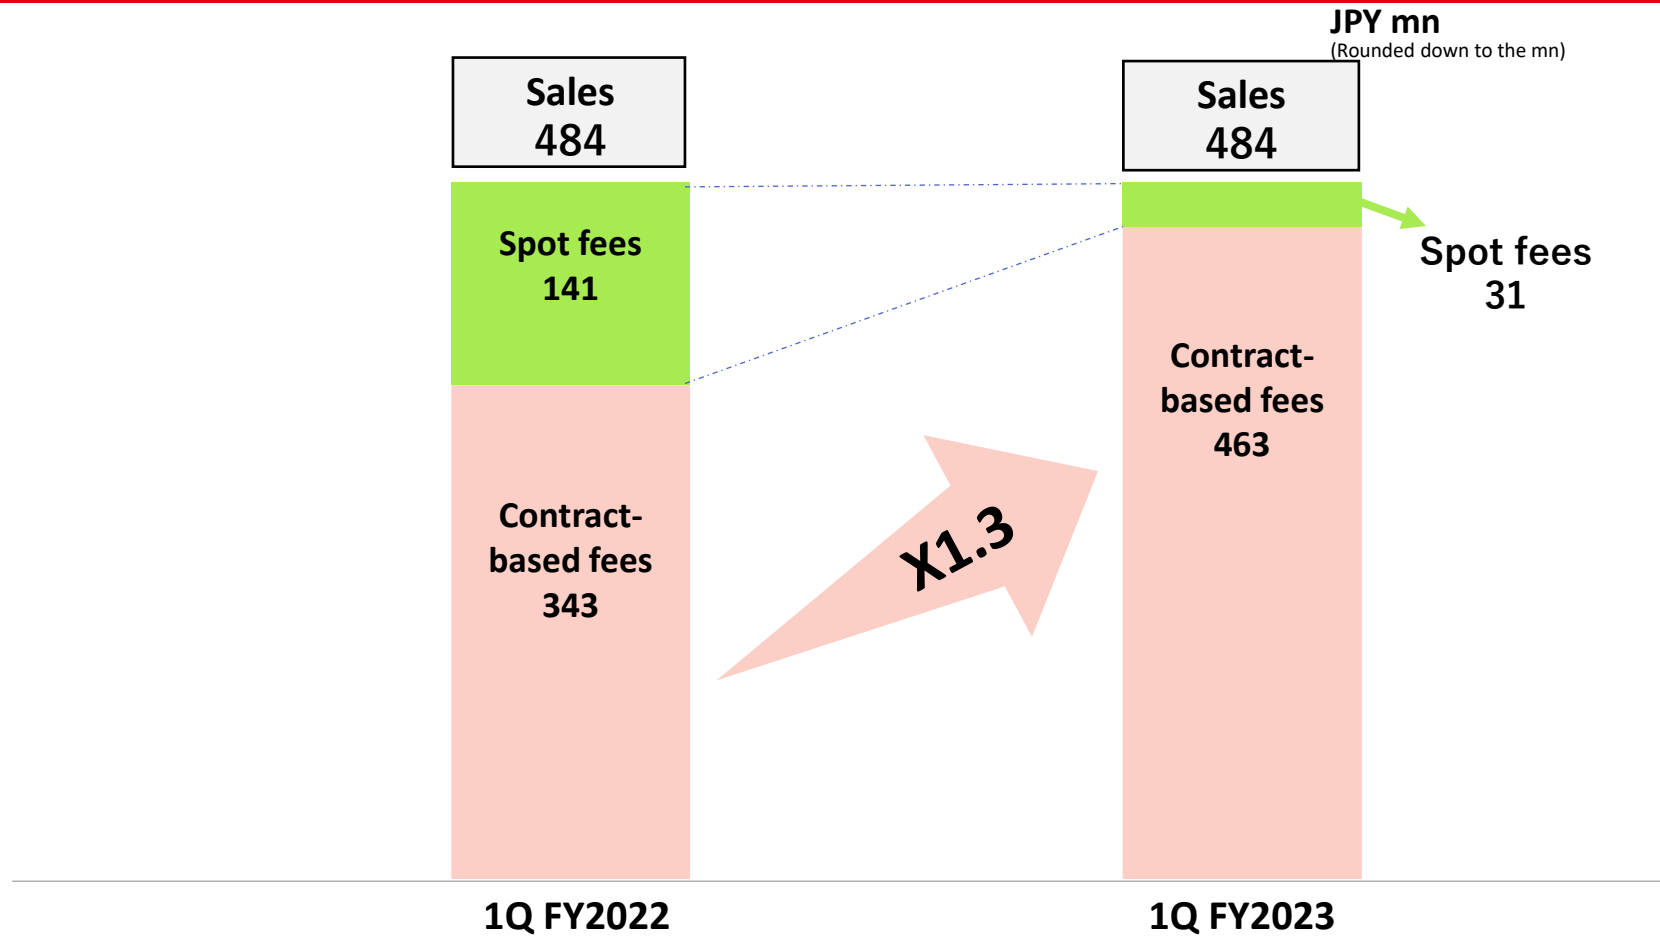 JPY mn
(Rounded down to the mn)
Sales
484
Sales
484
Spot fees
141
Spot fees
31
Contract-
based fees
463
Contract-
based fees
343
X1.3
1Q FY2022
1Q FY2023